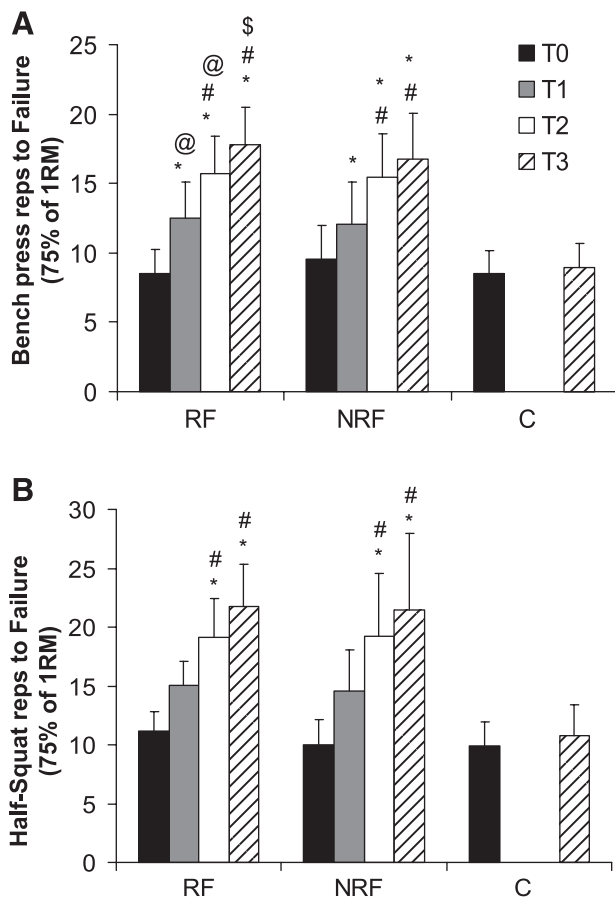 A
Bench press reps to Failure
(75% of 1RM)
25
20
15
10
5
0
@
*
@
#
*
$
#
*
*
*
#
*
#
T0
T1
T2
T3
RF NRF C
B
Half-Squat reps to Failure
(75% of 1RM)
30
25
20
15
10
5
0
#
*
#
*
#
*
#
*
RF NRF C